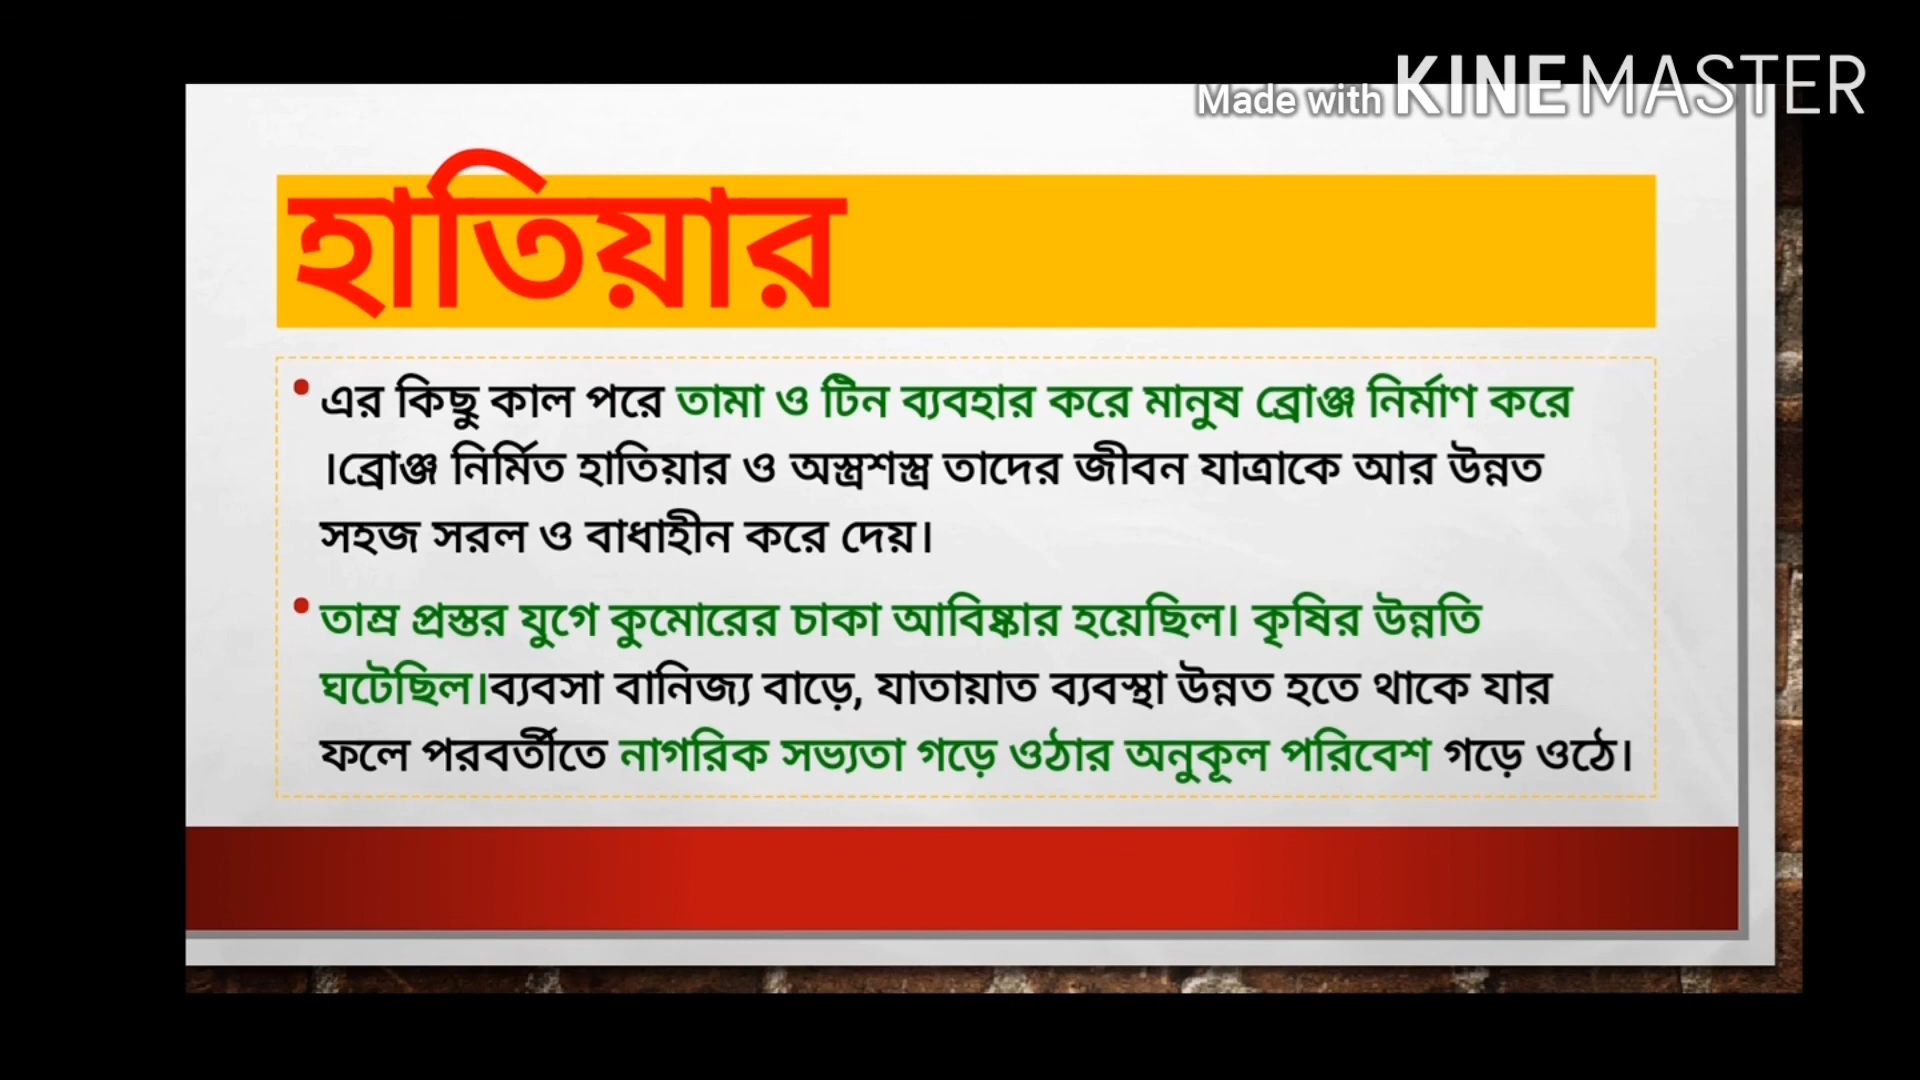 Made with KINEMASTER
হাতিয়ার
• এর কিছু কাল পরে তামা ও টিন ব্যবহার করে মানুষ ব্রোঞ্জ নির্মাণ করে
।ব্রোঞ্জ নির্মিত হাতিয়ার ও অস্ত্রশস্ত্র তাদের জীবন যাত্রাকে আর উন্নত
সহজ সরল ও বাধাহীন করে দেয়।
• তাম্র প্রস্তর যুগে কুমোরের চাকা আবিষ্কার হয়েছিল। কৃষির উন্নতি
ঘটেছিল।ব্যবসা বানিজ্য বাড়ে, যাতায়াত ব্যবস্থা উন্নত হতে থাকে যার
ফলে পরবর্তীতে নাগরিক সভ্যতা গড়ে ওঠার অনুকূল পরিবেশ গড়ে ওঠে।